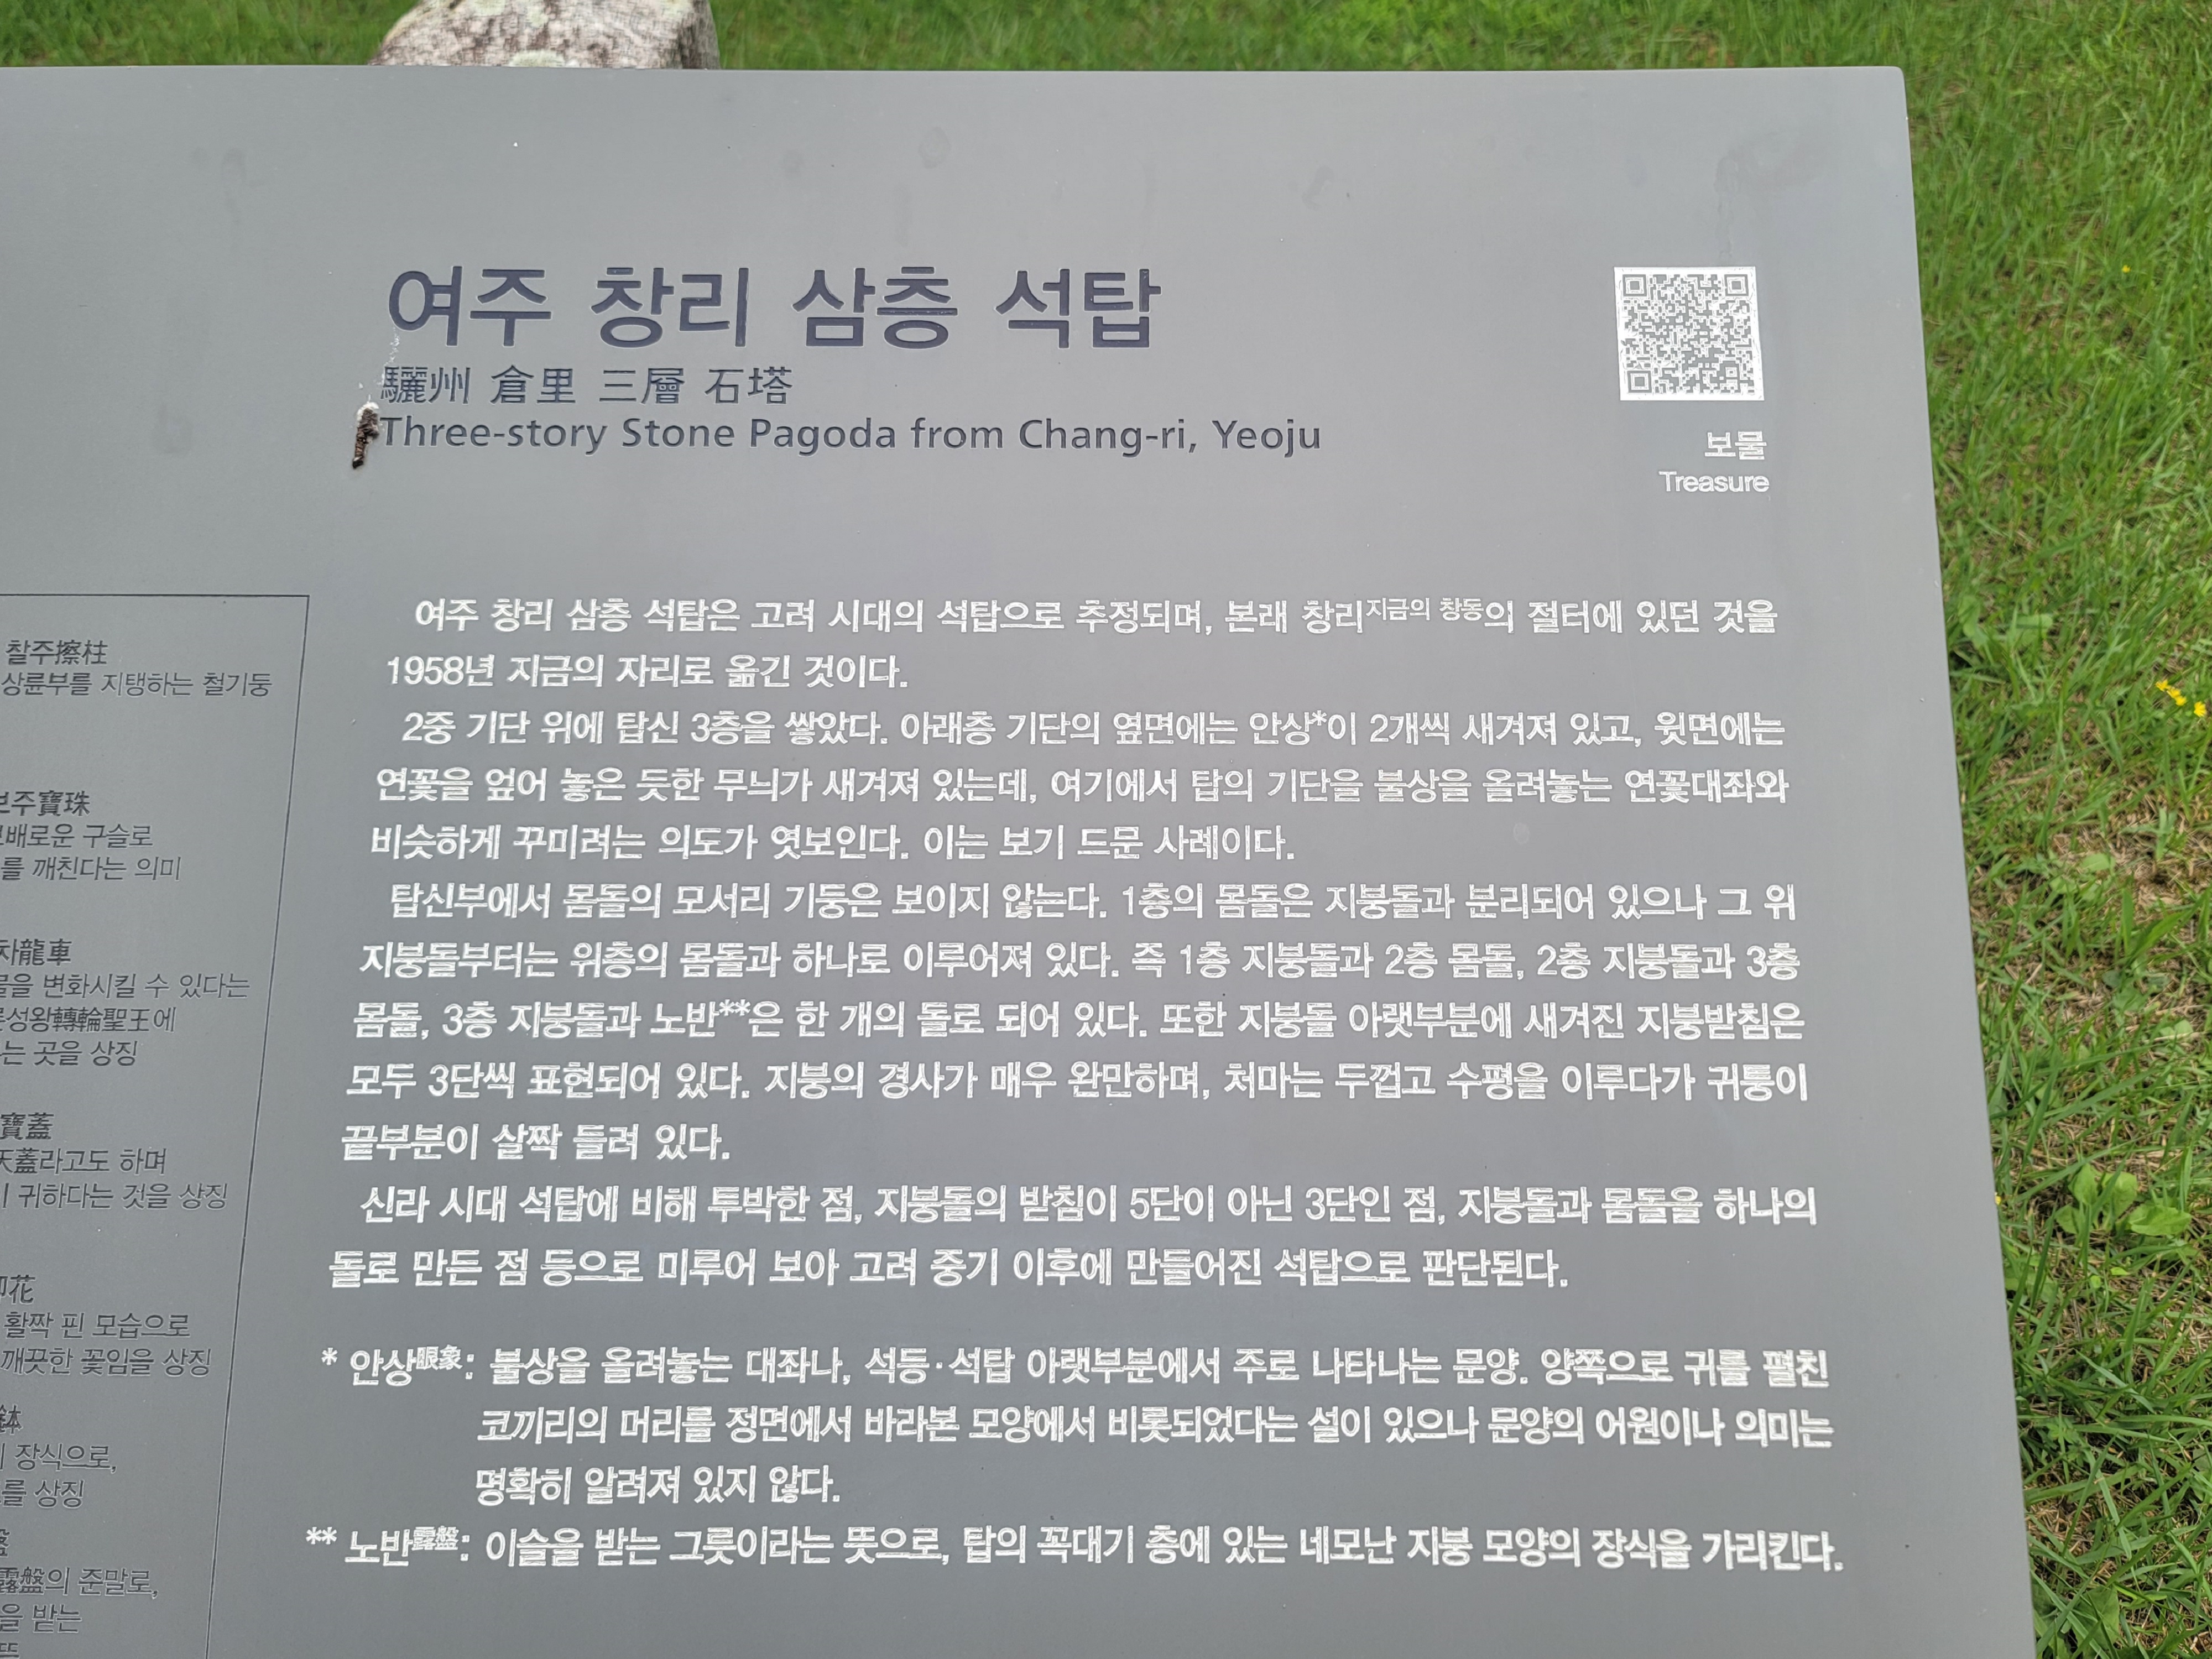 여주 창리 삼층 석탑
驪州 倉里 三層 石塔
Three-story Stone Pagoda from Chang-ri, Yeoju
보물
Treasure
여주 창리 삼층 석탑은 고려 시대의 석탑으로 추정되며, 본래 창리지금의 창동의 절터에 있던 것을
1958년 지금의 자리로 옮긴 것이다.
2중 기단 위에 탑신 3층을 쌓았다. 아래층 기단의 옆면에는 안상*이 2개씩 새겨져 있고, 윗면에는
연꽃을 엎어 놓은 듯한 무늬가 새겨져 있는데, 여기에서 탑의 기단을 불상을 올려놓는 연꽃대좌와
비슷하게 꾸미려는 의도가 엿보인다. 이는 보기 드문 사례이다.
탑신부에서 몸돌의 모서리 기둥은 보이지 않는다. 1층의 몸돌은 지붕돌과 분리되어 있으나 그 위
지붕돌부터는 위층의 몸돌과 하나로 이루어져 있다. 즉 1층 지붕돌과 2층 몸돌, 2층 지붕돌과 3층
몸돌, 3층 지붕돌과 노반**은 한 개의 돌로 되어 있다. 또한 지붕돌 아랫부분에 새겨진 지붕받침은
모두 3단씩 표현되어 있다. 지붕의 경사가 매우 완만하며, 처마는 두껍고 수평을 이루다가 귀퉁이
끝부분이 살짝 들려 있다.
신라 시대 석탑에 비해 투박한 점, 지붕돌의 받침이 5단이 아닌 3단인 점, 지붕돌과 몸돌을 하나의
돌로 만든 점 등으로 미루어 보아 고려 중기 이후에 만들어진 석탑으로 판단된다.
* 안상眼象: 불상을 올려놓는 대좌나, 석등·석탑 아랫부분에서 주로 나타나는 문양. 양쪽으로 귀를 펼친
코끼리의 머리를 정면에서 바라본 모양에서 비롯되었다는 설이 있으나 문양의 어원이나 의미는
명확히 알려져 있지 않다.
** 노반露盤: 이슬을 받는 그릇이라는 뜻으로, 탑의 꼭대기 층에 있는 네모난 지붕 모양의 장식을 가리킨다.
찰주擦柱
상륜부를 지탱하는 철기둥
보주寶珠
구슬로
깨친다는 의미
龍車
변화시킬 수 있다는
轉輪聖王에
곳을 상징
寶蓋
天蓋라고도 하며
귀하다는 것을 상징
花
활짝 핀 모습으로
깨끗한 꽃임을 상징
鉢
장식으로,
를 상징
露盤의 준말로,
을 받는